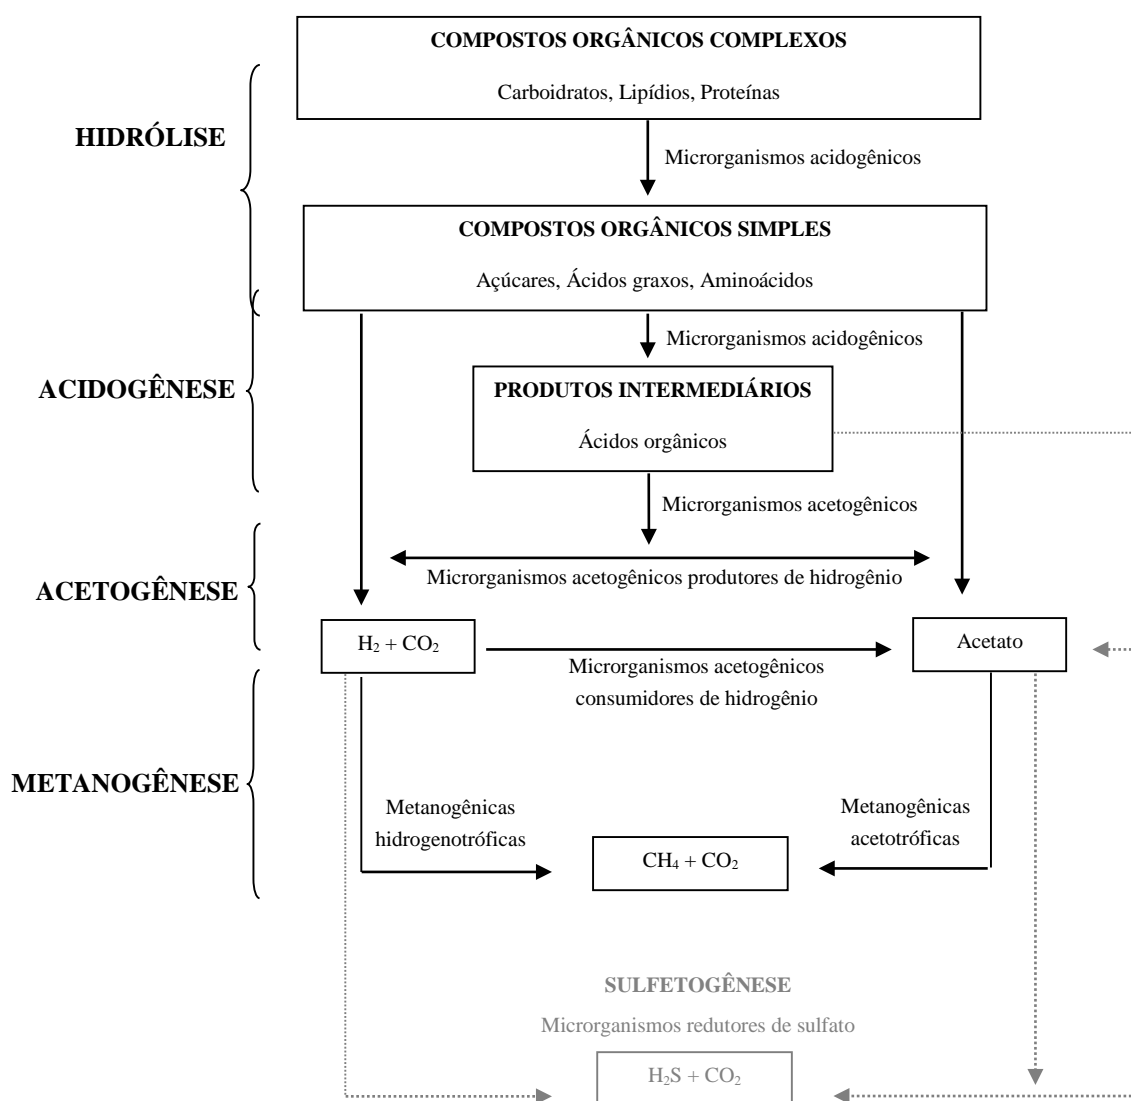 COMPOSTOS ORGÂNICOS COMPLEXOS
Carboidratos, Lipídios, Proteínas
HIDRÓLISE
Microrganismos acidogênicos
COMPOSTOS ORGÂNICOS SIMPLES
Açúcares, Ácidos graxos, Aminoácidos
Microrganismos acidogênicos
ACIDOGÊNESE
PRODUTOS INTERMEDIÁRIOS
Ácidos orgânicos
Microrganismos acetogênicos
ACETOGÊNESE
Microrganismos acetogênicos produtores de hidrogênio
H₂ + CO₂
Acetato
Microrganismos acetogênicos
consumidores de hidrogênio
METANOGÊNESE
Metanogênicas
hidrogenotróficas
Metanogênicas
acetotróficas
CH₄ + CO₂
SULFETOGÊNESE
Microrganismos redutores de sulfato
H₂S + CO₂